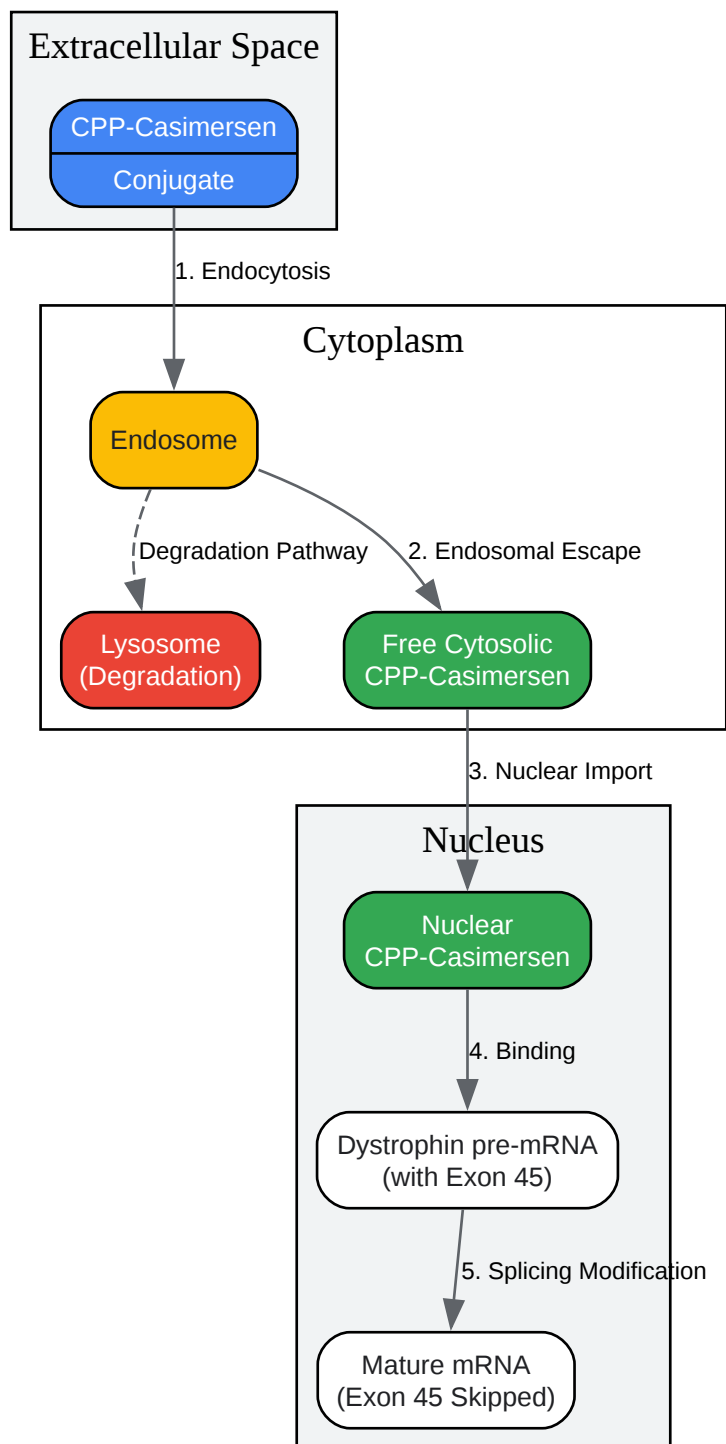 Extracellular Space
CPP-Casimersen
Conjugate
1. Endocytosis
Cytoplasm
Endosome
Degradation Pathway
2. Endosomal Escape
Lysosome
(Degradation)
Free Cytosolic
CPP-Casimersen
3. Nuclear Import
Nucleus
Nuclear
CPP-Casimersen
4. Binding
Dystrophin pre-mRNA
(with Exon 45)
5. Splicing Modification
Mature mRNA
(Exon 45 Skipped)